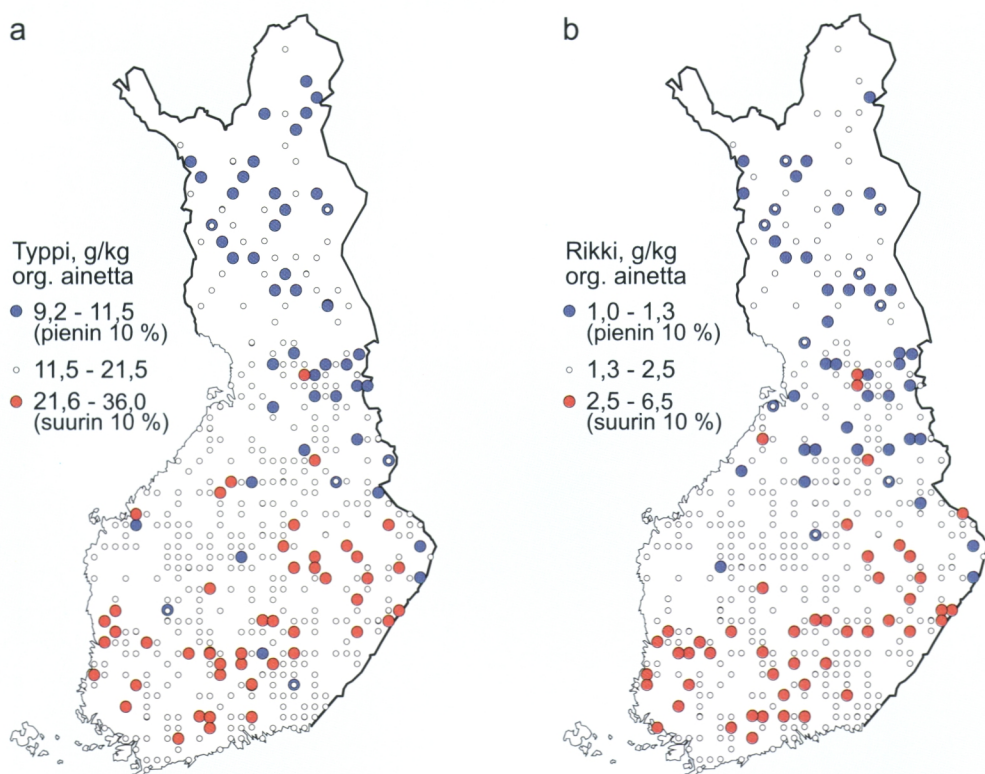 a
Typpi, g/kg
org. ainetta
9,2 - 11,5
(pienin 10 %)
11,5 - 21,5
21,6 - 36,0
(suurin 10 %)
b
Rikki, g/kg
org. ainetta
1,0 - 1,3
(pienin 10 %)
1,3 - 2,5
2,5 - 6,5
(suurin 10 %)